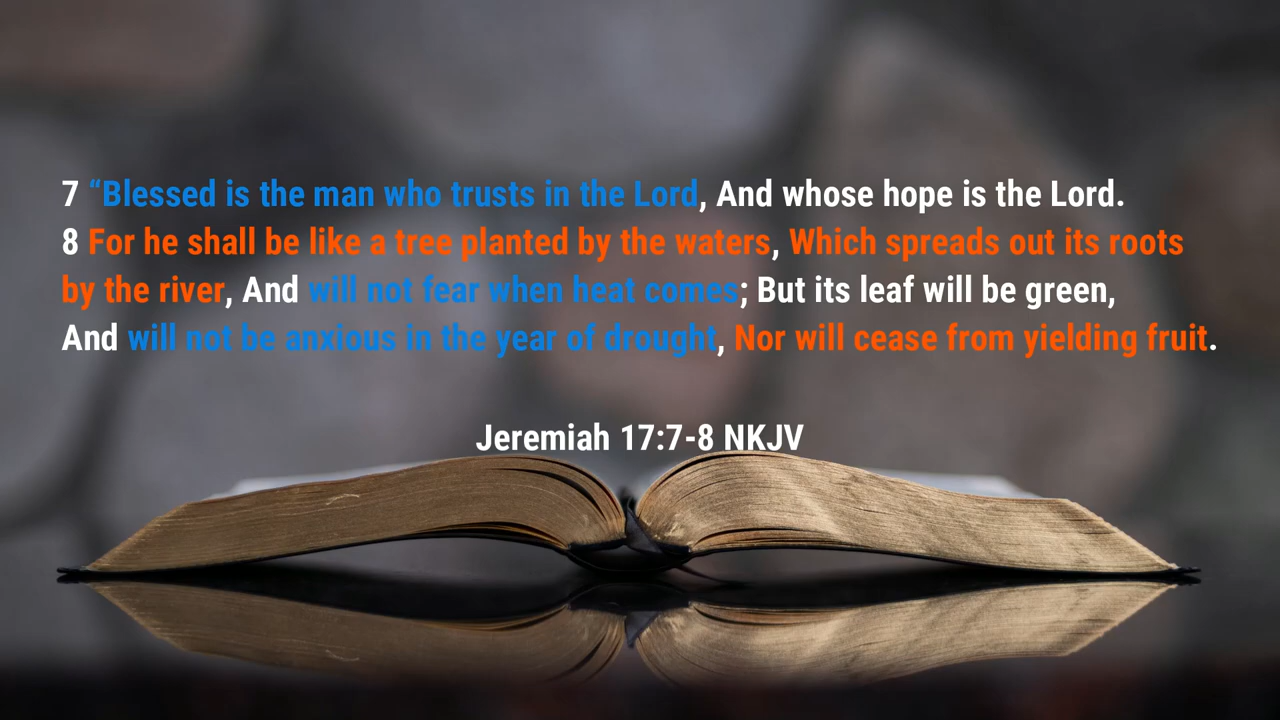 7 “Blessed is the man who trusts in the Lord, And whose hope is the Lord.
8 For he shall be like a tree planted by the waters, Which spreads out its roots
by the river, And will not fear when heat comes; But its leaf will be green,
And will not be anxious in the year of drought, Nor will cease from yielding fruit.
Jeremiah 17:7-8 NKJV